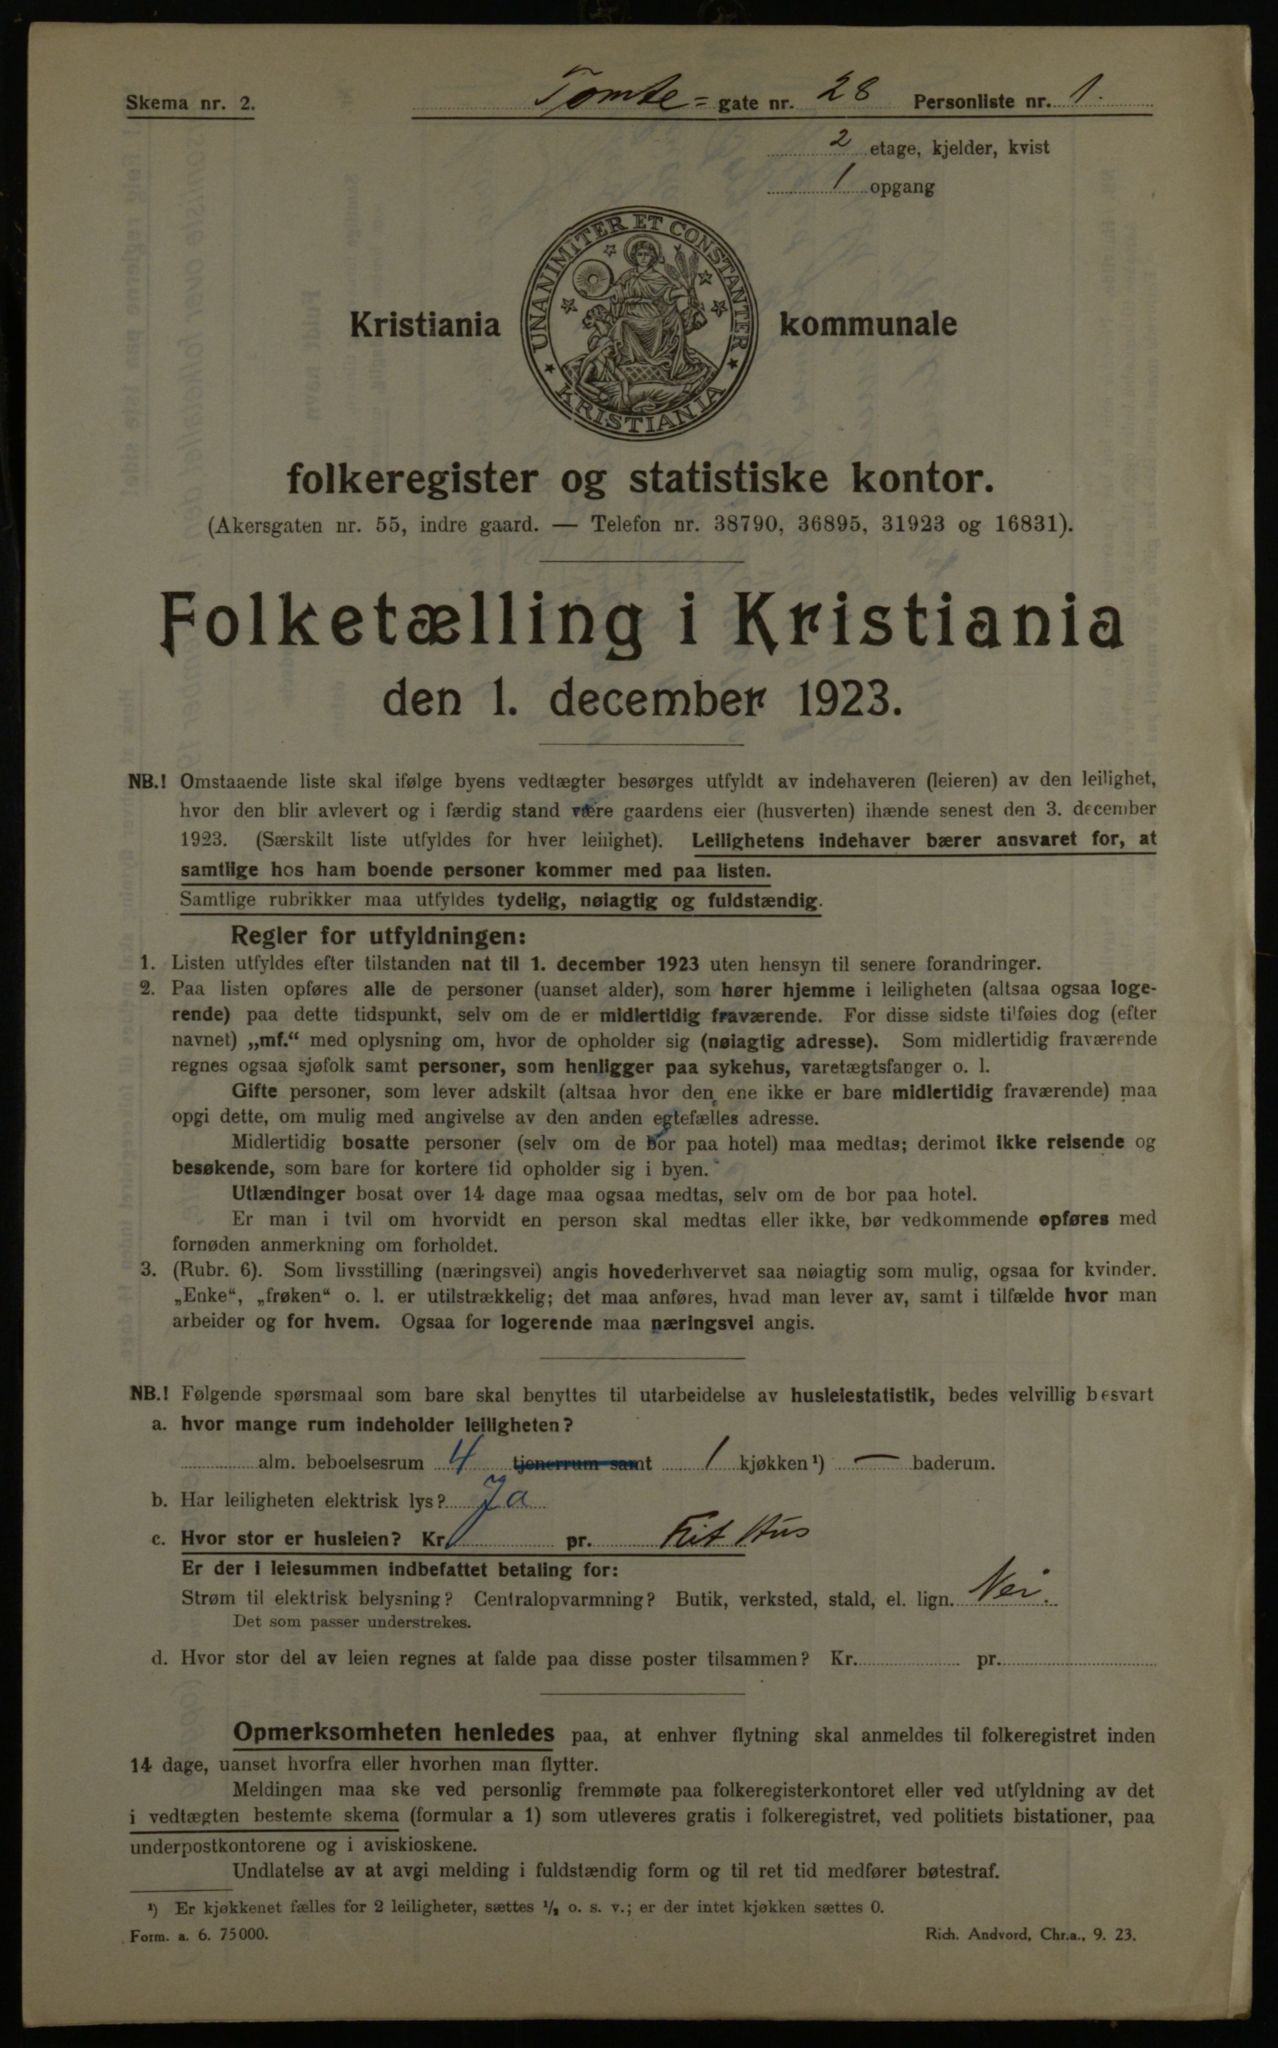 Skema nr. 2.
Tomte= gate nr. 28 Personliste nr. 1.
2 etage, kjelder, kvist
1 opgang
UNANIMITER ET CONSTANTER
KRISTIANIA
Kristiania kommunale
folkeregister og statistiske kontor.
(Akersgaten nr. 55, indre gaard. — Telefon nr. 38790, 36895, 31923 og 16831).
Folketælling i Kristiania
den 1. december 1923.
NB.! Omstaaende liste skal ifølge byens vedtægter besørges utfyldt av indehaveren (leieren) av den leilighet,
hvor den blir avlevert og i færdig stand være gaardens eier (husverten) ihænde senest den 3. december
1923. (Særskilt liste utfyldes for hver leilighet). Leilighetens indehaver bærer ansvaret for, at
samtlige hos ham boende personer kommer med paa listen.
Samtlige rubrikker maa utfyldes tydelig, nøiagtig og fuldstændig.
Regler for utfyldningen:
1. Listen utfyldes efter tilstanden nat til 1. december 1923 uten hensyn til senere forandringer.
2. Paa listen opføres alle de personer (uanset alder), som hører hjemme i leiligheten (altsaa ogsaa loge-
rende) paa dette tidspunkt, selv om de er midlertidig fraværende. For disse sidste tilføies dog (efter
navnet) „mf.“ med oplysning om, hvor de opholder sig (nøiagtig adresse). Som midlertidig fraværende
regnes ogsaa sjøfolk samt personer, som henligger paa sykehus, varetægtsfanger o. l.
Gifte personer, som lever adskilt (altsaa hvor den ene ikke er bare midlertidig fraværende) maa
opgi dette, om mulig med angivelse av den anden egtefælles adresse.
Midlertidig bosatte personer (selv om de bor paa hotel) maa medtas; derimot ikke reisende og
besøkende, som bare for kortere tid opholder sig i byen.
Utlændinger bosat over 14 dage maa ogsaa medtas, selv om de bor paa hotel.
Er man i tvil om hvorvidt en person skal medtas eller ikke, bør vedkommende opføres med
fornøden anmerkning om forholdet.
3. (Rubr. 6). Som livsstilling (næringsvei) angis hovederhvervet saa nøiagtig som mulig, ogsaa for kvinder.
„Enke“, „frøken“ o. l. er utilstrækkelig; det maa anføres, hvad man lever av, samt i tilfælde hvor man
arbeider og for hvem. Ogsaa for logerende maa næringsvei angis.
NB.! Følgende spørsmaal som bare skal benyttes til utarbeidelse av husleiestatistik, bedes velvillig besvart
a. hvor mange rum indeholder leiligheten?
alm. beboelsesrum 4 tjenerrum samt 1 kjøkken ¹) — baderum.
b. Har leiligheten elektrisk lys? Ja
c. Hvor stor er husleien? Kr. pr. Frit Hus
Er der i leiesummen indbefattet betaling for:
Strøm til elektrisk belysning? Centralopvarmning? Butik, verksted, stald, el. lign. Nei.
Det som passer understrekes.
d. Hvor stor del av leien regnes at falde paa disse poster tilsammen? Kr. pr.
Opmerksomheten henledes paa, at enhver flytning skal anmeldes til folkeregistret inden
14 dage, uanset hvorfra eller hvorhen man flytter.
Meldingen maa ske ved personlig fremmøte paa folkeregisterkontoret eller ved utfyldning av det
i vedtægten bestemte skema (formular a 1) som utleveres gratis i folkeregistret, ved politiets bistationer, paa
underpostkontorene og i aviskioskene.
Undlatelse av at avgi melding i fuldstændig form og til ret tid medfører bøtestraf.
¹) Er kjøkkenet fælles for 2 leiligheter, sættes ½ o. s. v.; er der intet kjøkken sættes 0.
Form. a. 6. 75000.
Rich. Andvord, Chr.a., 9. 23.